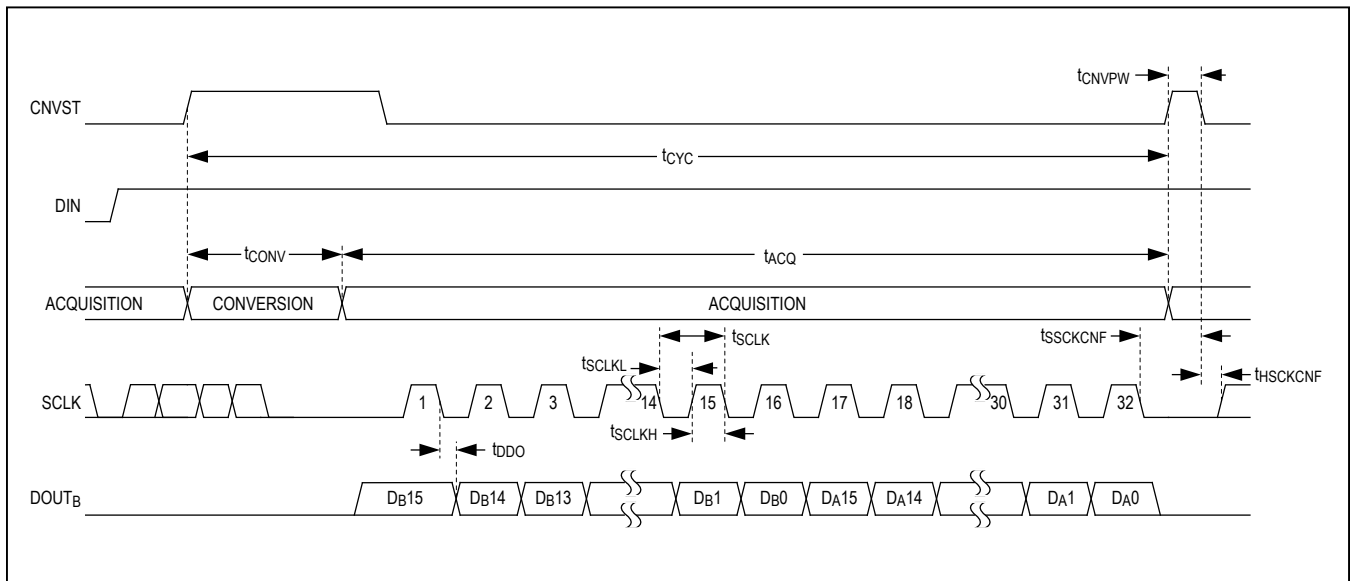 tCNVPW
CNVST
tCYC
DIN
tCONV
tACQ
ACQUISITION CONVERSION ACQUISITION
tSCLK
tSSCKCNF
tSCLKL
tHSCKCNF
SCLK 1 2 3 14 15 16 17 18 30 31 32
tSCLKH
tDDO
DOUTB DB15 DB14 DB13 DB1 DB0 DA15 DA14 DA1 DA0